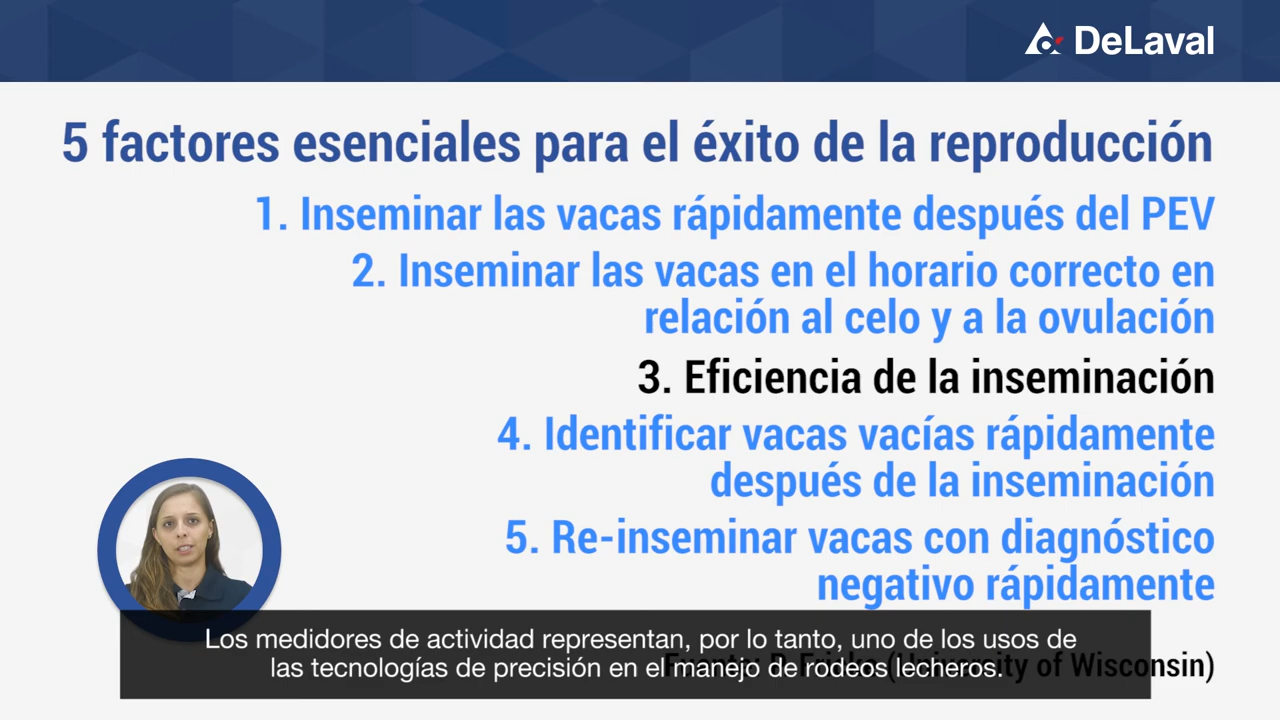 DeLaval
5 factores esenciales para el éxito de la reproducción
1. Inseminar las vacas rápidamente después del PEV
2. Inseminar las vacas en el horario correcto en
relación al celo y a la ovulación
3. Eficiencia de la inseminación
4. Identificar vacas vacías rápidamente
después de la inseminación
5. Re-inseminar vacas con diagnóstico
negativo rápidamente
Los medidores de actividad representan, por lo tanto, uno de los usos de
las tecnologías de precisión en el manejo de rodeos lecheros.
(University of Wisconsin)